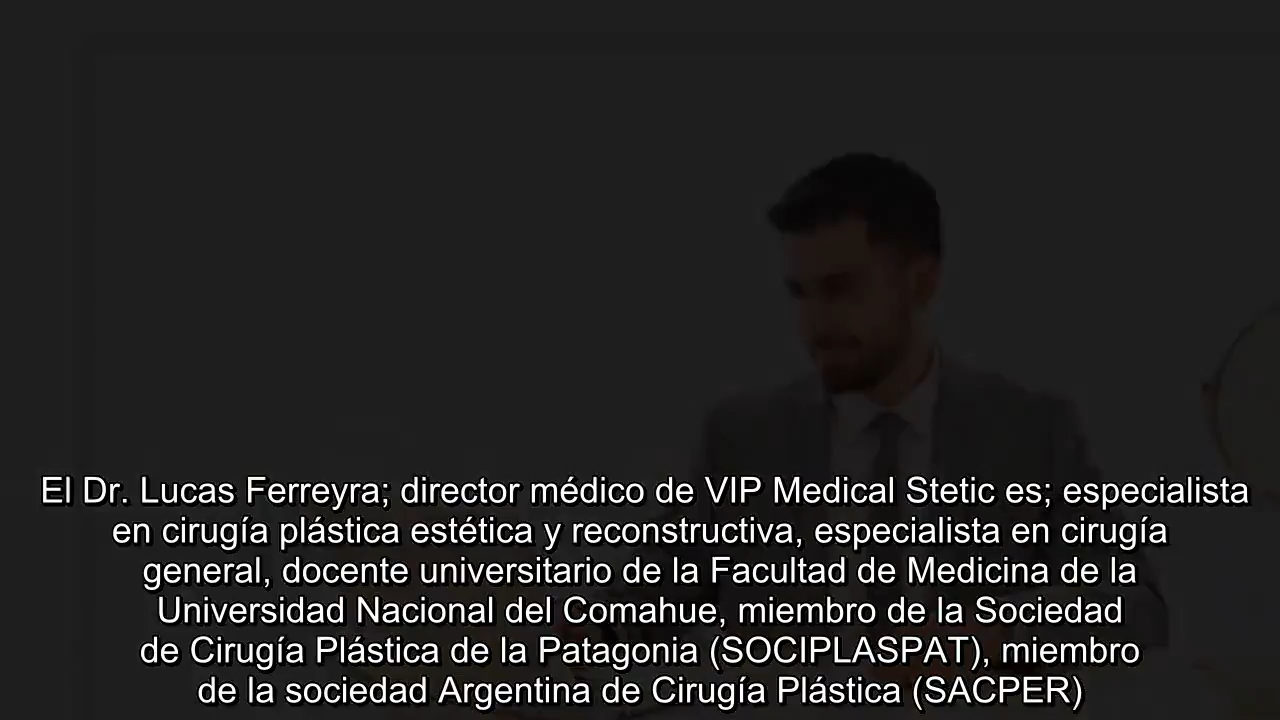 El Dr. Lucas Ferreyra; director médico de VIP Medical Stetic es; especialista
en cirugía plástica estética y reconstructiva, especialista en cirugía
general, docente universitario de la Facultad de Medicina de la
Universidad Nacional del Comahue, miembro de la Sociedad
de Cirugía Plástica de la Patagonia (SOCIPLASPAT), miembro
de la sociedad Argentina de Cirugía Plástica (SACPER)